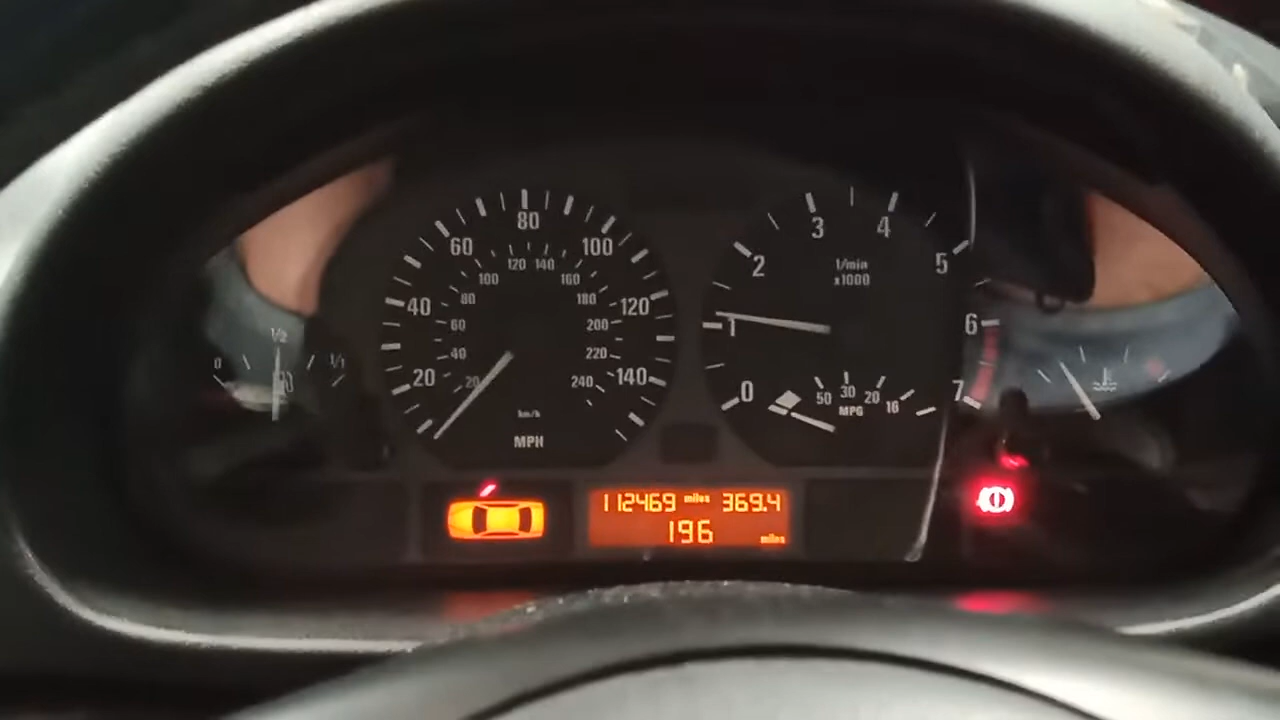 0 1/2 1/1
20 40 60 80 100 120 140
20 40 60 80 100 120 140 160 180 200 220 240
km/h
MPH
0 1 2 3 4 5 6 7
1/min
x1000
50 30 20 16
MPG
112469 miles 369.4
196 miles